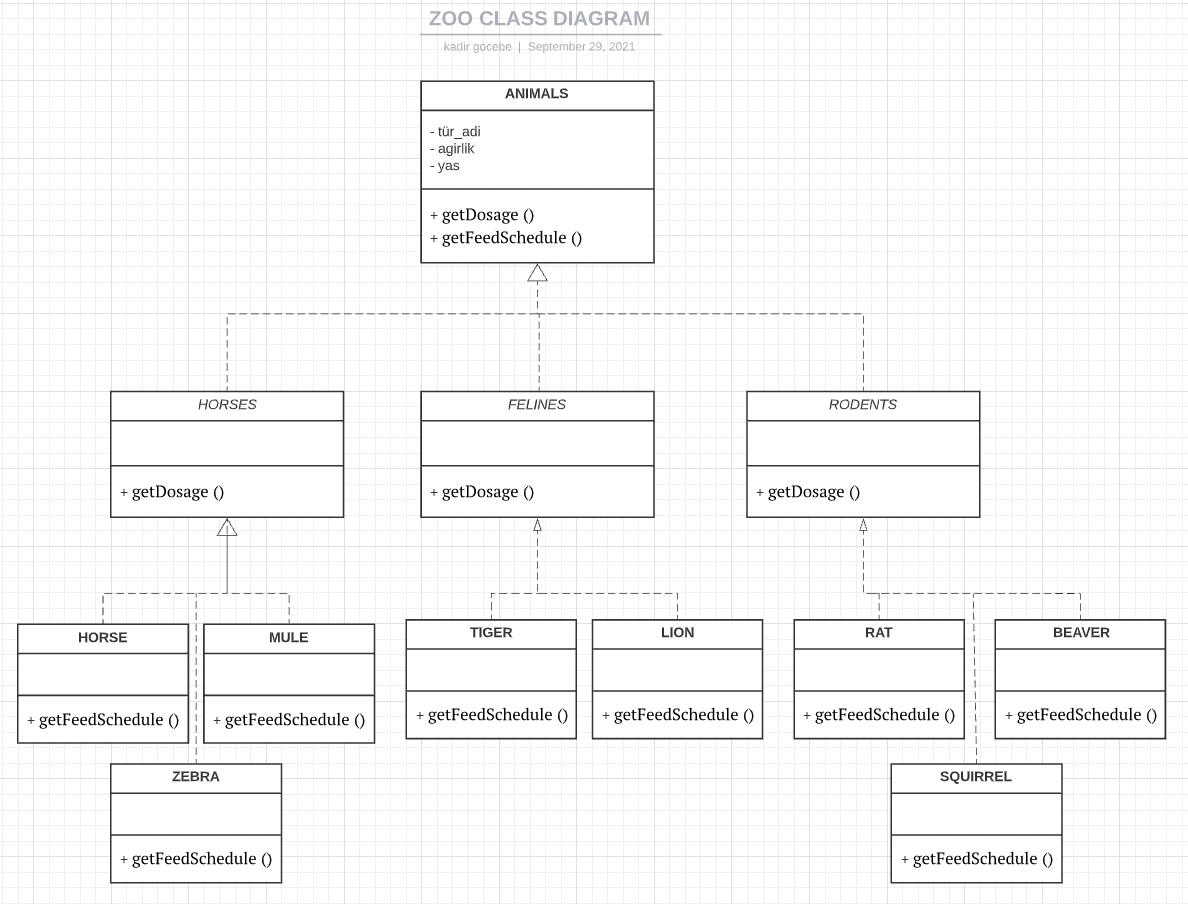 ZOO CLASS DIAGRAM
kadir gocebe | September 29, 2021
ANIMALS
- tür_adi
- agirlik
- yas
+ getDosage ()
+ getFeedSchedule ()
HORSES
+ getDosage ()
FELINES
+ getDosage ()
RODENTS
+ getDosage ()
HORSE
+ getFeedSchedule ()
MULE
+ getFeedSchedule ()
ZEBRA
+ getFeedSchedule ()
TIGER
+ getFeedSchedule ()
LION
+ getFeedSchedule ()
RAT
+ getFeedSchedule ()
BEAVER
+ getFeedSchedule ()
SQUIRREL
+ getFeedSchedule ()